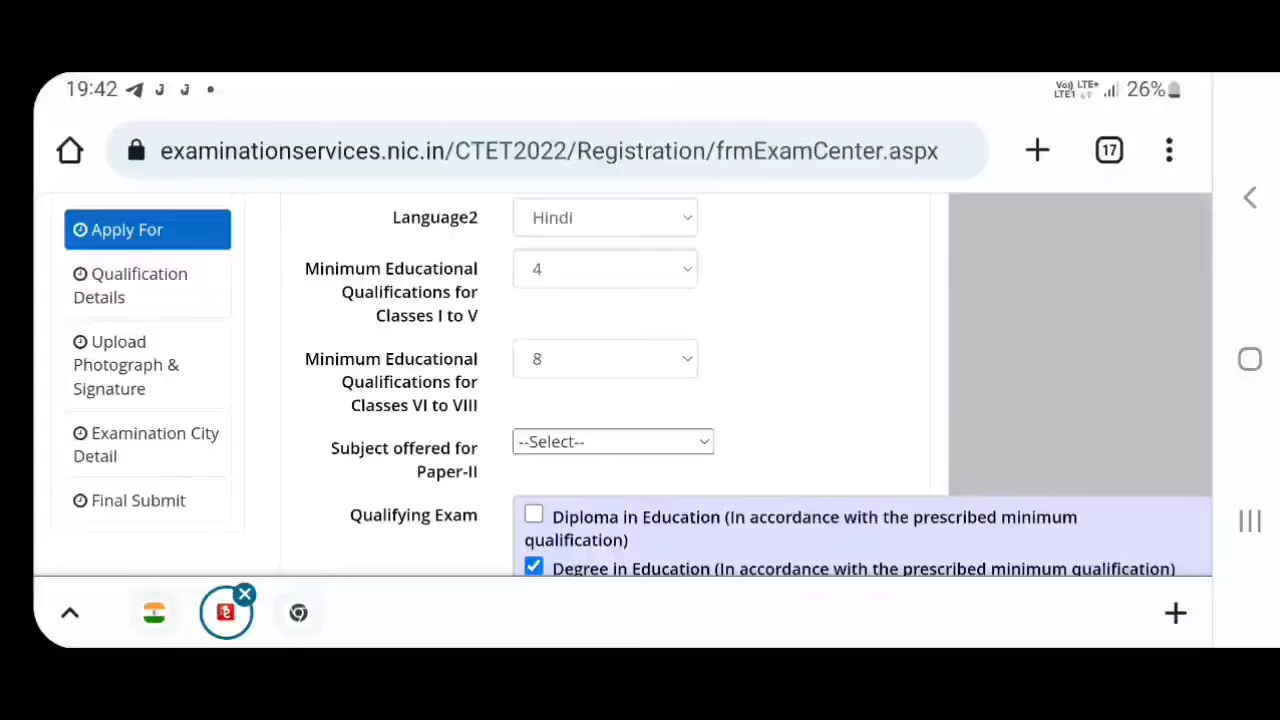 19:42
Vo) LTE+
LTE1
26%
examinationservices.nic.in/CTET2022/Registration/frmExamCenter.aspx
17
Apply For
Qualification
Details
Upload
Photograph &
Signature
Examination City
Detail
Final Submit
Language2
Hindi
Minimum Educational
Qualifications for
Classes I to V
4
Minimum Educational
Qualifications for
Classes VI to VIII
8
Subject offered for
Paper-II
--Select--
Qualifying Exam
Diploma in Education (In accordance with the prescribed minimum
qualification)
Degree in Education (In accordance with the prescribed minimum qualification)